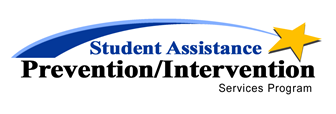 Student Assistance
Prevention/Intervention
Services Program